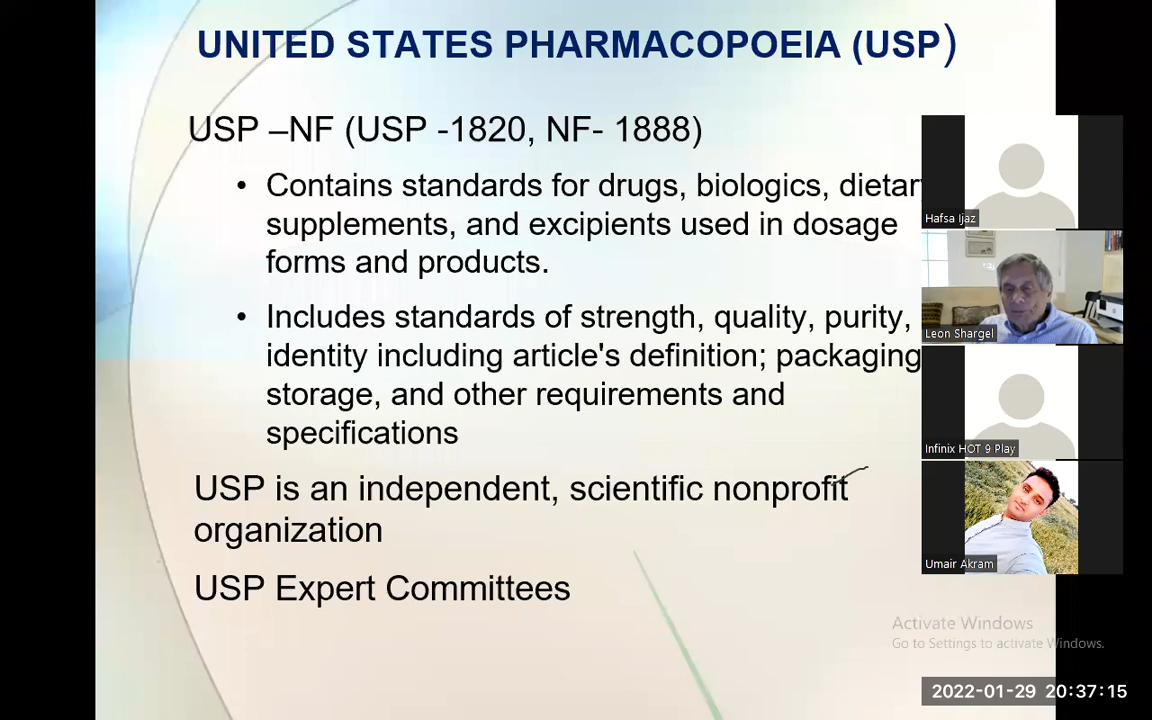 UNITED STATES PHARMACOPOEIA (USP)
USP –NF (USP -1820, NF- 1888)
• Contains standards for drugs, biologics, dietar
supplements, and excipients used in dosage
forms and products.
• Includes standards of strength, quality, purity,
identity including article's definition; packaging
storage, and other requirements and
specifications
USP is an independent, scientific nonprofit
organization
USP Expert Committees
Hafsa Ijaz
Leon Shargel
Infinix HOT 9 Play
Umair Akram
Activate Windows
Go to Settings to activate Windows.
2022-01-29 20:37:15